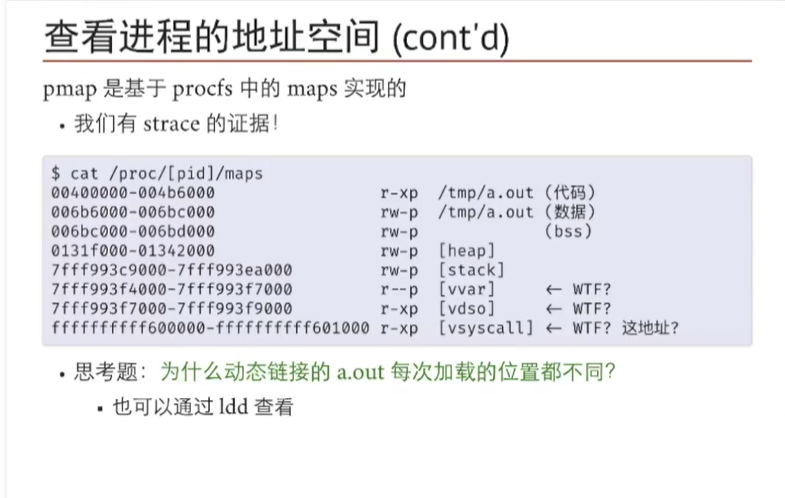 查看进程的地址空间 (cont'd)
pmap 是基于 procfs 中的 maps 实现的
• 我们有 strace 的证据！
$ cat /proc/[pid]/maps
00400000-004b6000 r-xp /tmp/a.out (代码)
006b6000-006bc000 rw-p /tmp/a.out (数据)
006bc000-006bd000 rw-p (bss)
0131f000-01342000 rw-p [heap]
7fff993c9000-7fff993ea000 rw-p [stack]
7fff993f4000-7fff993f7000 r--p [vvar] ← WTF?
7fff993f7000-7fff993f9000 r-xp [vdso] ← WTF?
ffffffffff600000-ffffffffff601000 r-xp [vsyscall] ← WTF? 这地址?
• 思考题：为什么动态链接的 a.out 每次加载的位置都不同？
▪ 也可以通过 ldd 查看